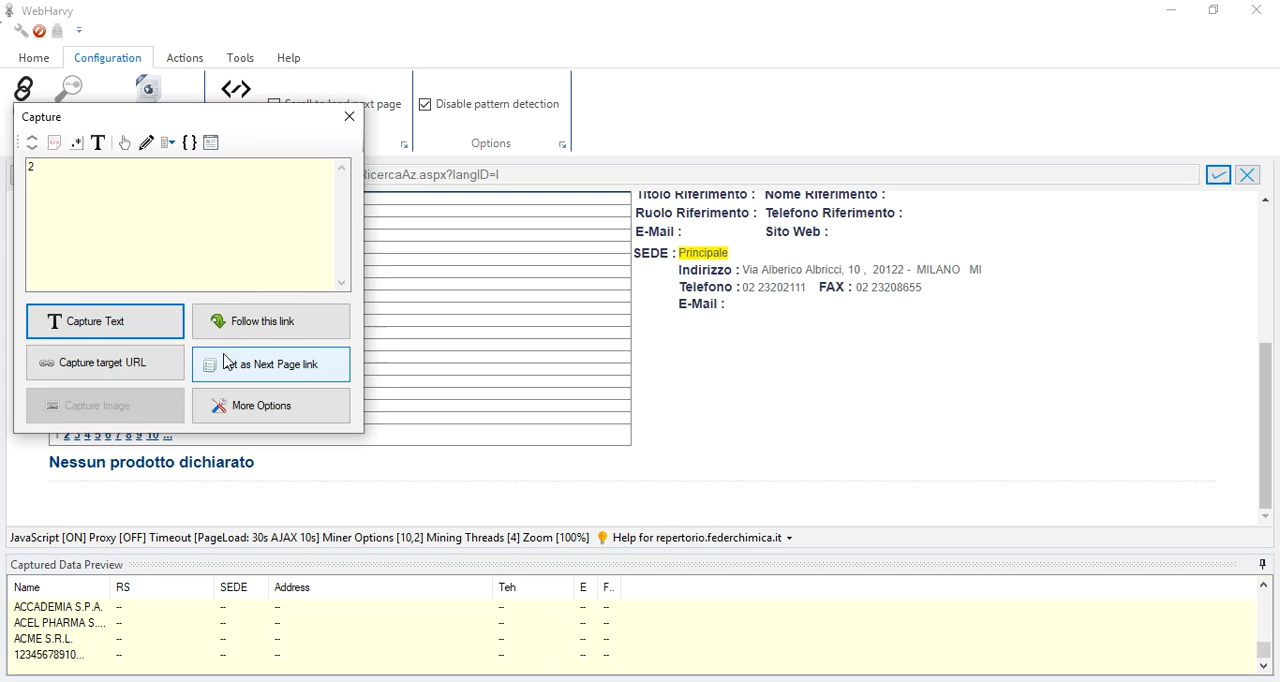 WebHarvy
Home Configuration Actions Tools Help
Disable pattern detection
Options
Capture
2
Capture Text
Follow this link
Capture target URL
as Next Page link
Capture Image
More Options
RicercaAz.aspx?langID=I
Titolo Riferimento : Nome Riferimento :
Ruolo Riferimento : Telefono Riferimento :
E-Mail : Sito Web :
SEDE : Principale
Indirizzo : Via Alberico Albricci, 10 , 20122 - MILANO MI
Telefono : 02 23202111 FAX : 02 23208655
E-Mail :
1 2 3 4 5 6 7 8 9 10 ...
Nessun prodotto dichiarato
JavaScript [ON] Proxy [OFF] Timeout [PageLoad: 30s AJAX 10s] Miner Options [10,2] Mining Threads [4] Zoom [100%] Help for repertorio.federchimica.it
Captured Data Preview
Name RS SEDE Address Teh E F..
ACCADEMIA S.P.A. -- -- -- -- -- --
ACEL PHARMA S.... -- -- -- -- -- --
ACME S.R.L. -- -- -- -- -- --
12345678910... -- -- -- -- -- --